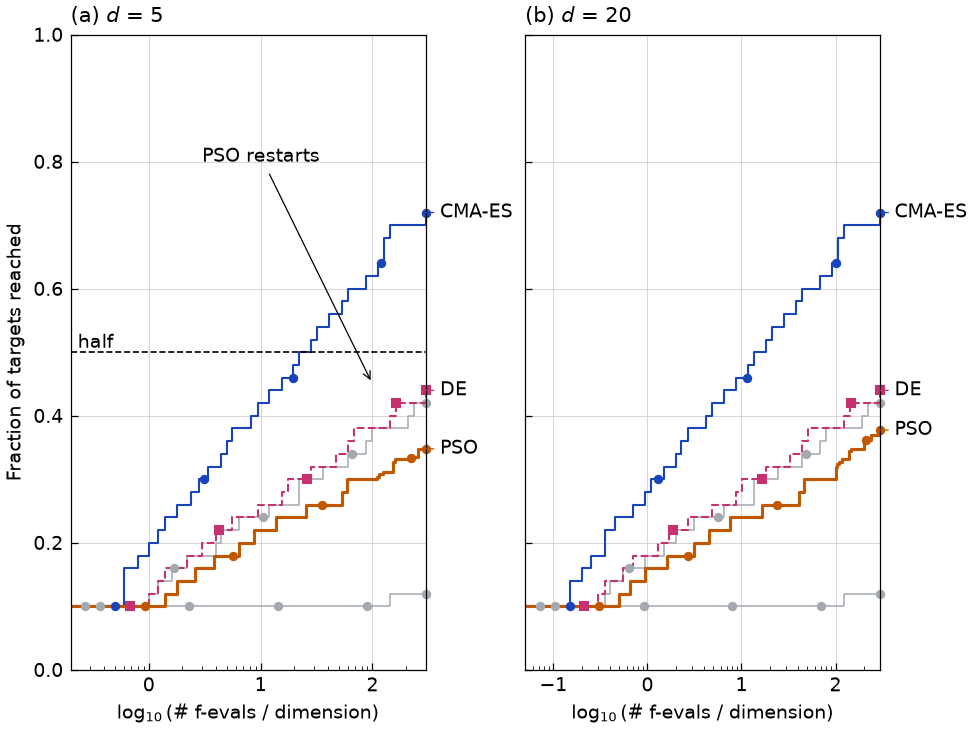 (a) d = 5
(b) d = 20
1.0
0.8
0.6
0.4
0.2
0.0
Fraction of targets reached
PSO restarts
half
CMA-ES
DE
PSO
CMA-ES
DE
PSO
0 1 2
−1 0 1 2
log₁₀ (# f-evals / dimension)
log₁₀ (# f-evals / dimension)